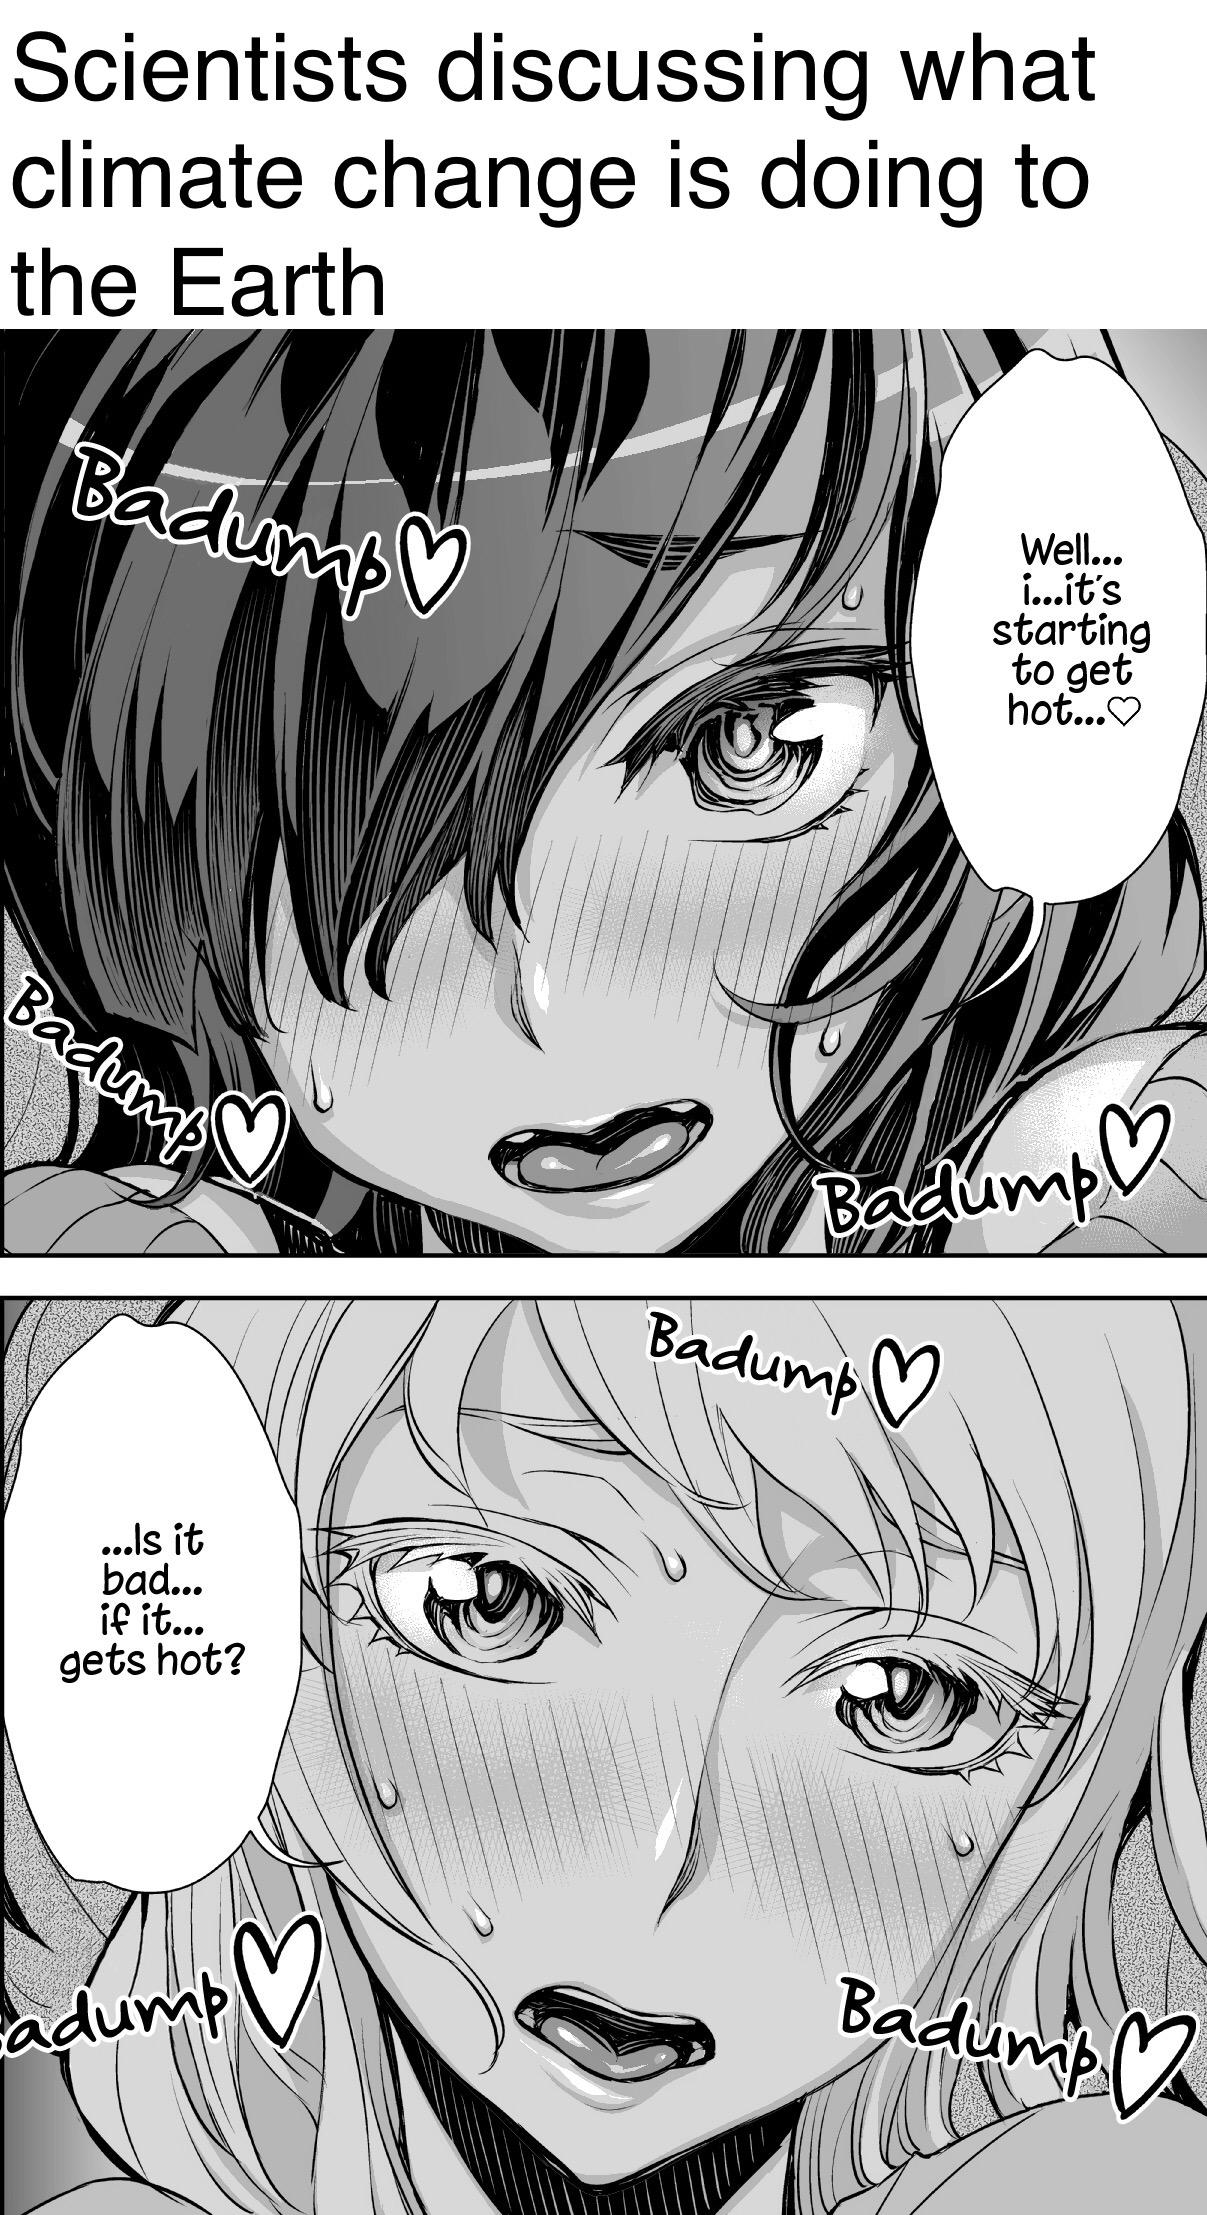 Scientists discussing what
climate change is doing to
the Earth
Badump♡
Well...
i...it's
starting
to get
hot...♡
Badump♡
Badump♡
Badump♡
...Is it
bad...
if it...
gets hot?
Badump♡
Badump♡